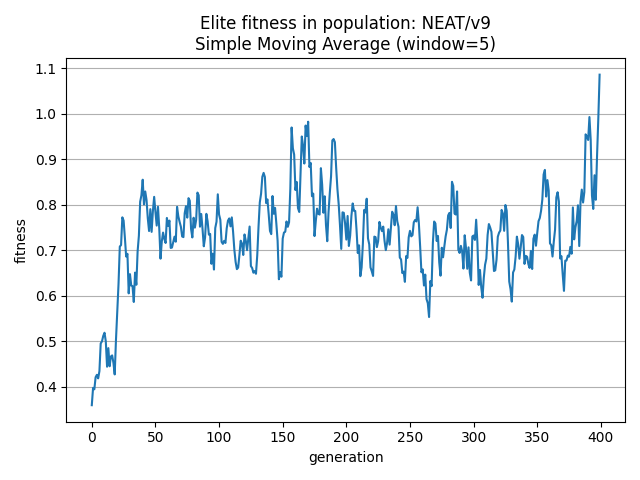 Elite fitness in population: NEAT/v9
Simple Moving Average (window=5)
1.1
1.0
0.9
0.8
0.7
0.6
0.5
0.4
fitness
0 50 100 150 200 250 300 350 400
generation